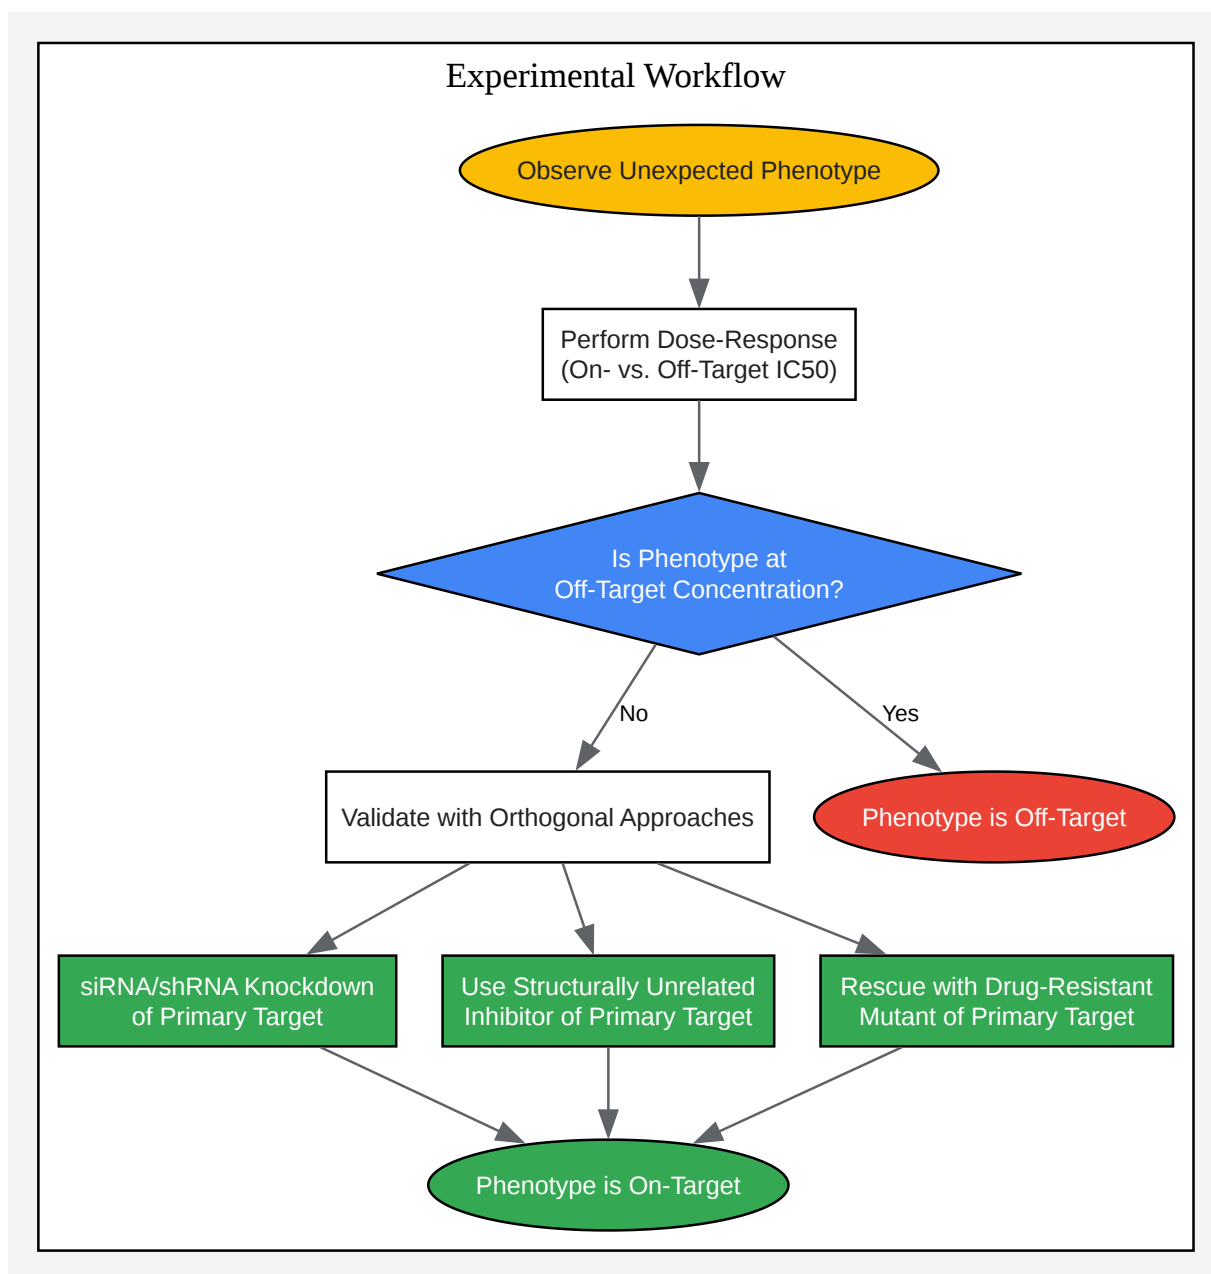 Experimental Workflow
Observe Unexpected Phenotype
Perform Dose-Response
(On- vs. Off-Target IC50)
Is Phenotype at
Off-Target Concentration?
No
Yes
Validate with Orthogonal Approaches
Phenotype is Off-Target
siRNA/shRNA Knockdown
of Primary Target
Use Structurally Unrelated
Inhibitor of Primary Target
Rescue with Drug-Resistant
Mutant of Primary Target
Phenotype is On-Target